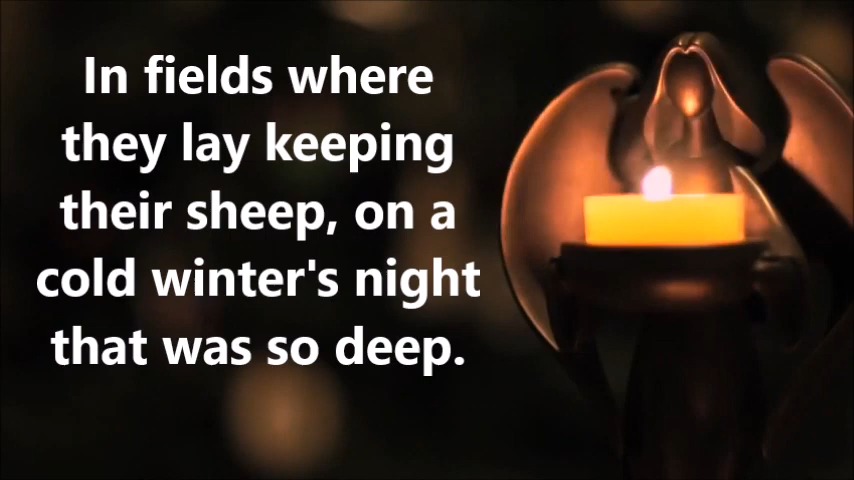 In fields where
they lay keeping
their sheep, on a
cold winter's night
that was so deep.